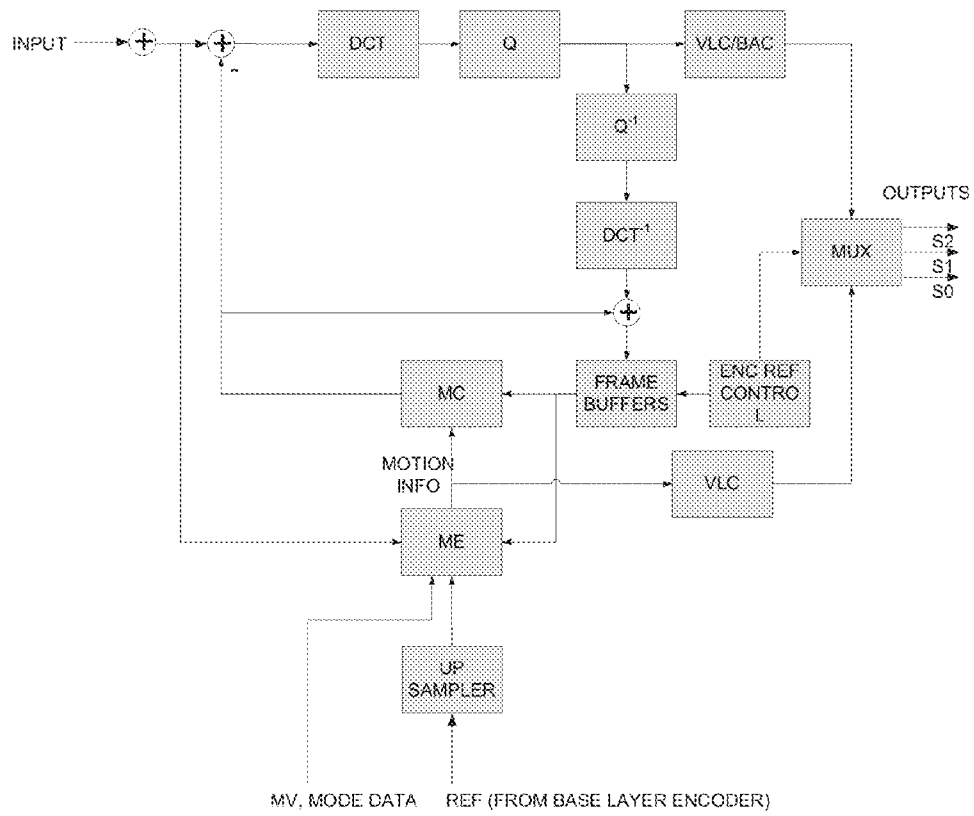 INPUT
+
+
-
DCT
Q
VLC/BAC
Q-1
DCT-1
+
OUTPUTS
MUX
S2
S1
S0
MC
FRAME
BUFFERS
ENC REF
CONTRO
L
MOTION
INFO
VLC
ME
UP
SAMPLER
MV, MODE DATA
REF (FROM BASE LAYER ENCODER)